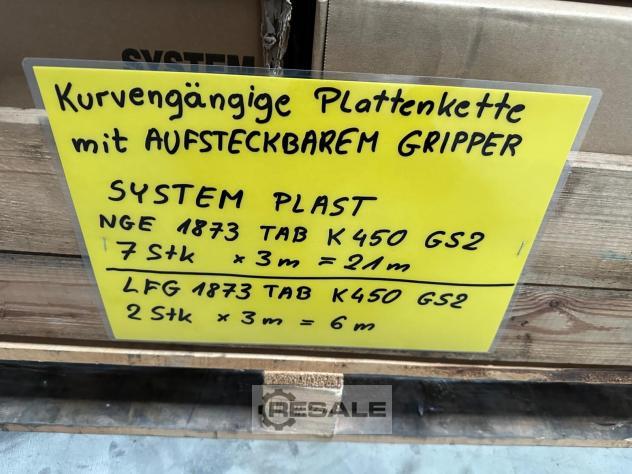 SYSTEM
Kurvengängige Plattenkette
mit AUFSTECKBAREM GRIPPER
SYSTEM PLAST
NGE 1873 TAB K450 GS2
7 Stk x 3m = 21m
LFG 1873 TAB K450 GS2
2 Stk x 3m = 6m
RESALE